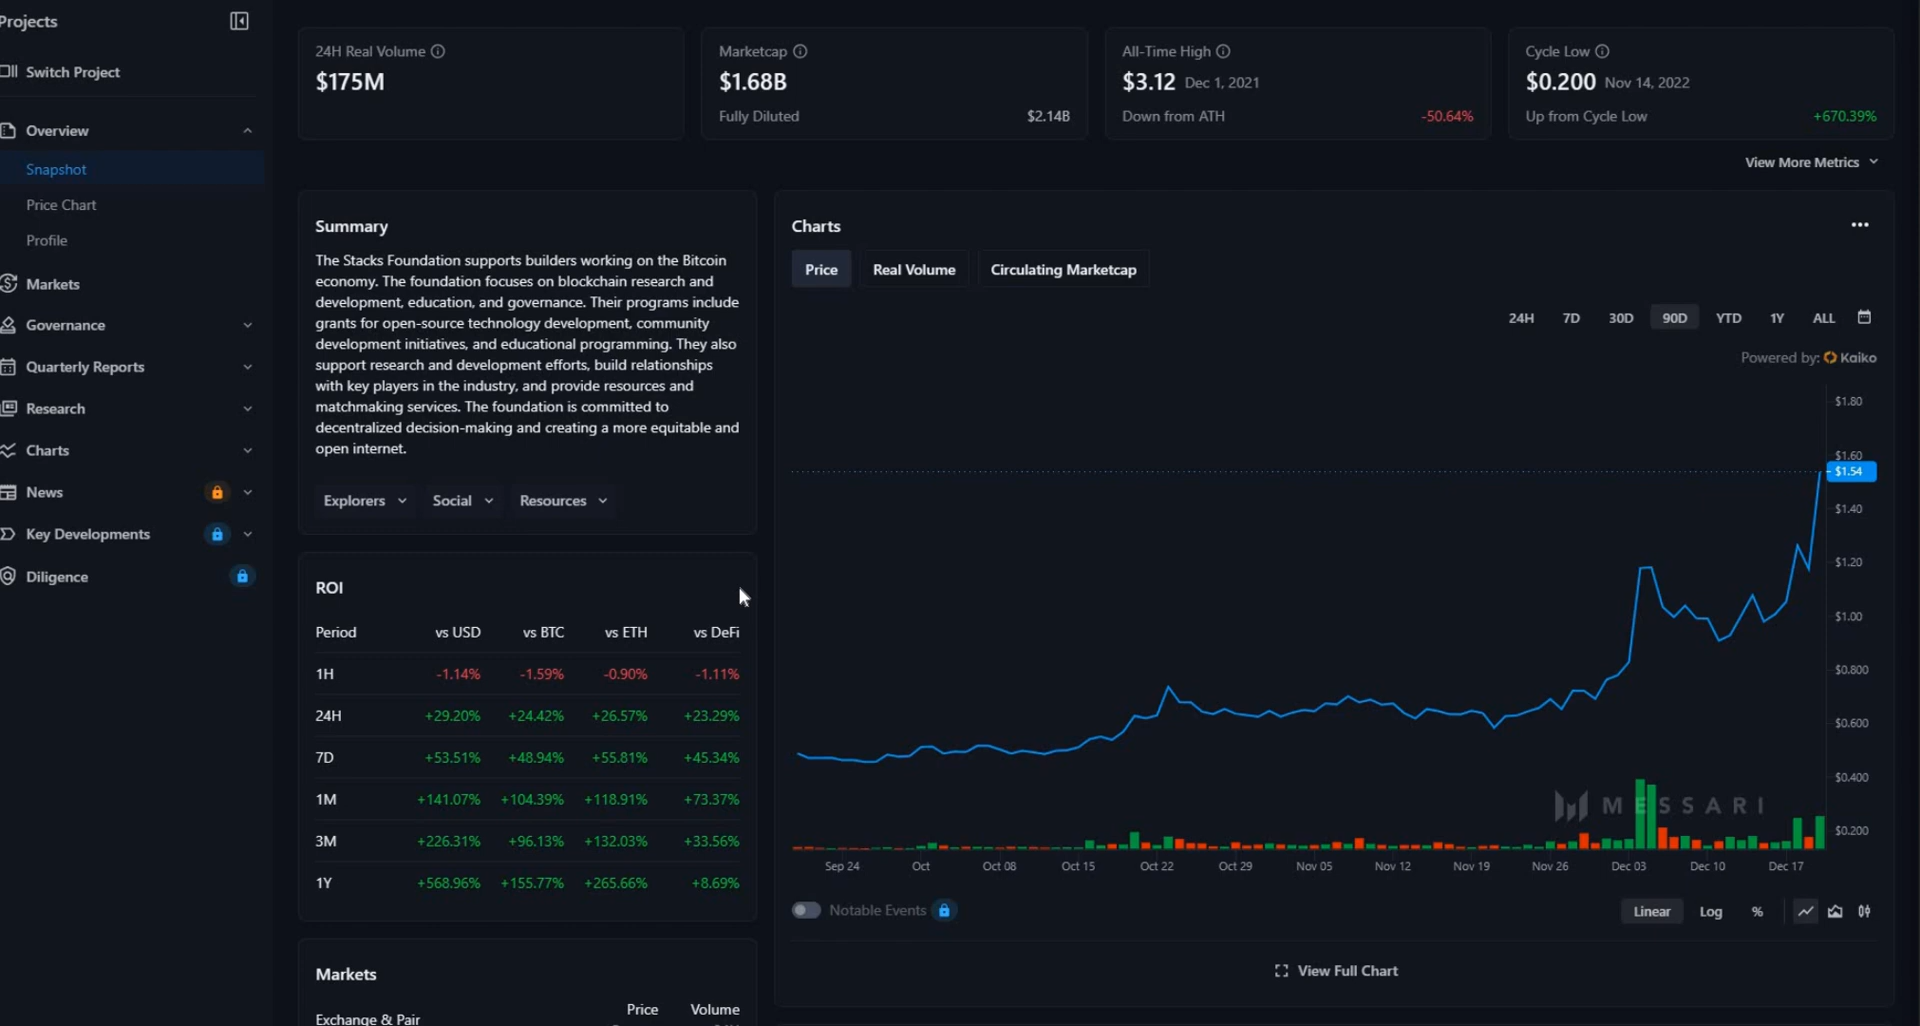 Projects
Switch Project
Overview
Snapshot
Price Chart
Profile
Markets
Governance
Quarterly Reports
Research
Charts
News
Key Developments
Diligence
24H Real Volume
$175M
Marketcap
$1.68B
Fully Diluted $2.14B
All-Time High
$3.12 Dec 1, 2021
Down from ATH -50.64%
Cycle Low
$0.200 Nov 14, 2022
Up from Cycle Low +670.39%
View More Metrics
Summary
The Stacks Foundation supports builders working on the Bitcoin
economy. The foundation focuses on blockchain research and
development, education, and governance. Their programs include
grants for open-source technology development, community
development initiatives, and educational programming. They also
support research and development efforts, build relationships
with key players in the industry, and provide resources and
matchmaking services. The foundation is committed to
decentralized decision-making and creating a more equitable and
open internet.
Explorers Social Resources
ROI
Period vs USD vs BTC vs ETH vs DeFi
1H -1.14% -1.59% -0.90% -1.11%
24H +29.20% +24.42% +26.57% +23.29%
7D +53.51% +48.94% +55.81% +45.34%
1M +141.07% +104.39% +118.91% +73.37%
3M +226.31% +96.13% +132.03% +33.56%
1Y +568.96% +155.77% +265.66% +8.69%
Markets
Price Volume
Exchange & Pair
Charts
Price Real Volume Circulating Marketcap
24H 7D 30D 90D YTD 1Y ALL
Powered by: Kaiko
$1.80
$1.60
$1.54
$1.40
$1.20
$1.00
$0.800
$0.600
$0.400
$0.200
MESSARI
Sep 24 Oct Oct 08 Oct 15 Oct 22 Oct 29 Nov 05 Nov 12 Nov 19 Nov 26 Dec 03 Dec 10 Dec 17
Notable Events
Linear Log %
View Full Chart